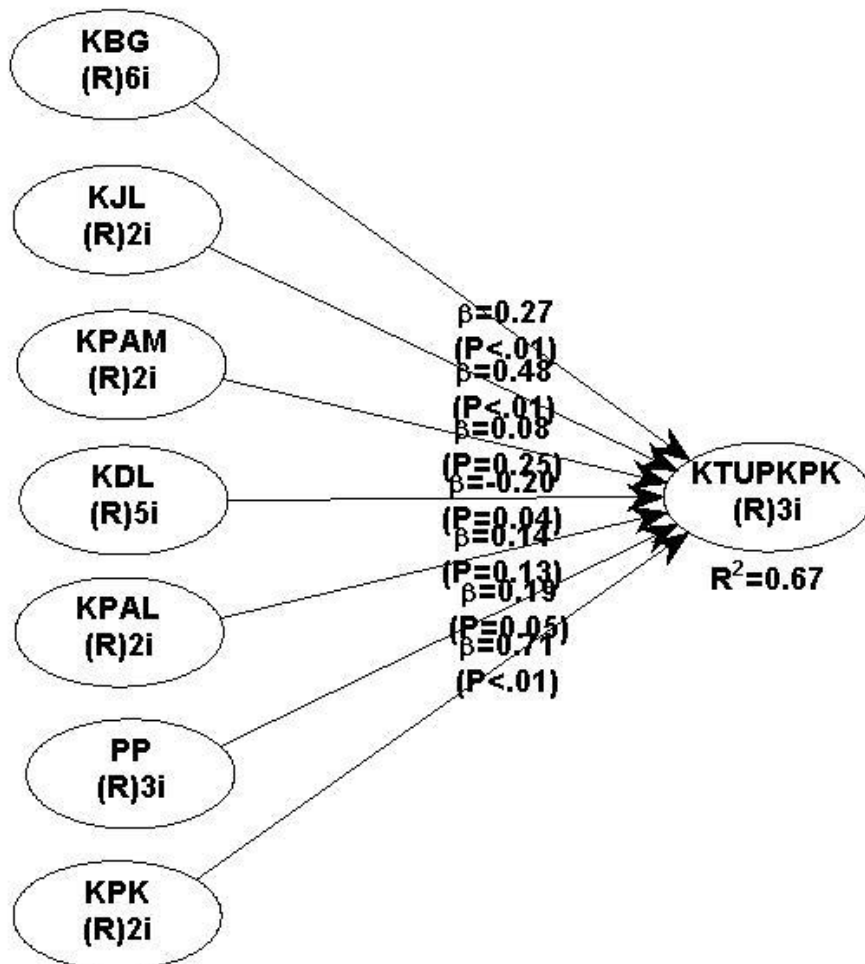 KBG
(R)6i
KJL
(R)2i
KPAM
(R)2i
KDL
(R)5i
KPAL
(R)2i
PP
(R)3i
KPK
(R)2i
β=0.27
(P<.01)
β=0.48
(P<.01)
β=0.08
(P=0.25)
β=-0.20
(P=0.04)
β=0.14
(P=0.13)
β=0.19
(P=0.05)
β=0.71
(P<.01)
KTUPKPK
(R)3i
R²=0.67